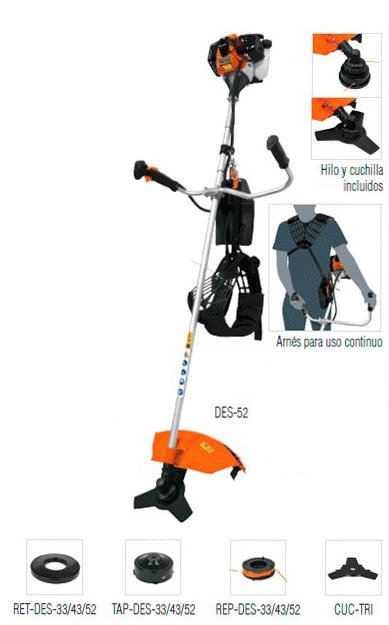 Hilo y cuchilla
incluidos
Arnés para uso continuo
DES-52
RET-DES-33/43/52
TAP-DES-33/43/52
REP-DES-33/43/52
CUC-TRI